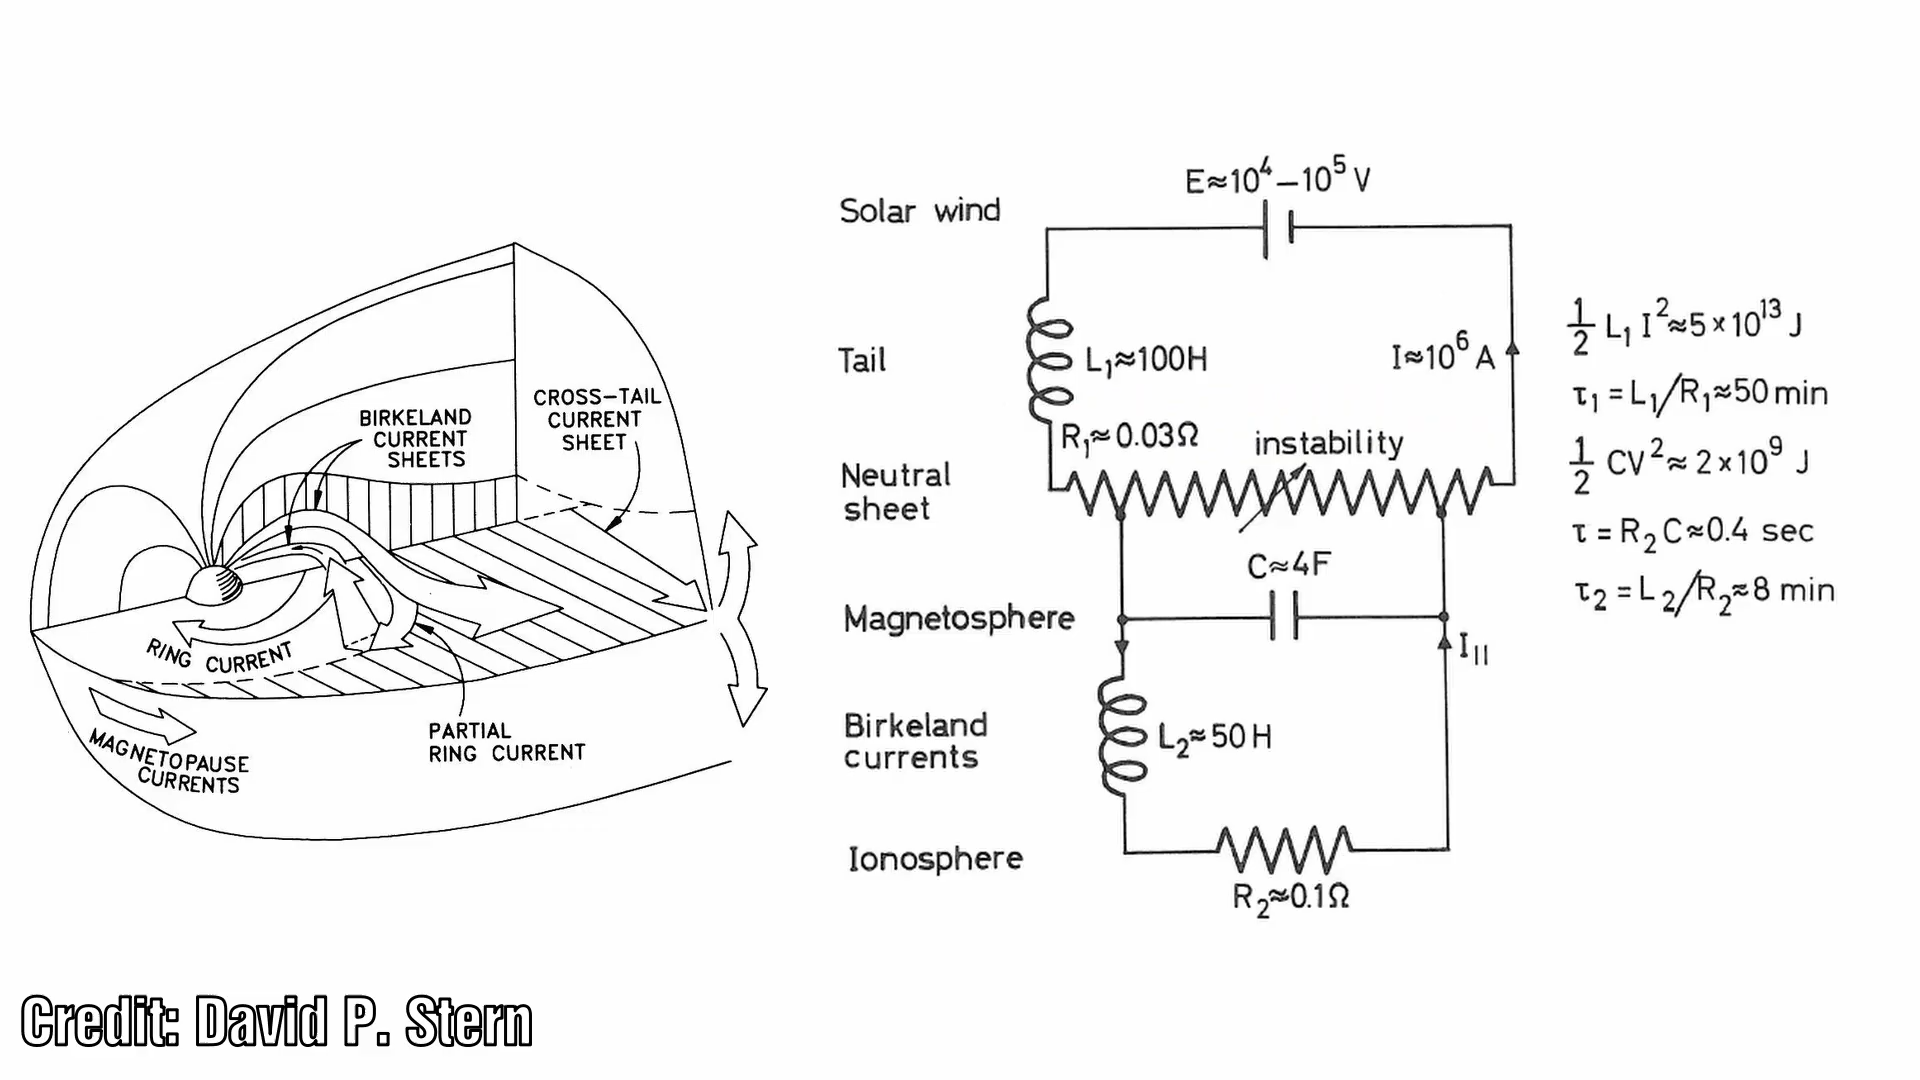 BIRKELAND
CURRENT
SHEETS
CROSS-TAIL
CURRENT
SHEET
RING CURRENT
MAGNETOPAUSE
CURRENTS
PARTIAL
RING CURRENT
Solar wind
E≈10⁴–10⁵ V
Tail
L₁≈100H
I≈10⁶ A
R₁≈0.03Ω
instability
Neutral
sheet
C≈4F
Magnetosphere
I||
Birkeland
currents
L₂≈50H
Ionosphere
R₂≈0.1Ω
1/2 L₁ I²≈5×10¹³ J
τ₁ = L₁/R₁≈50 min
1/2 CV²≈2×10⁹ J
τ = R₂C≈0.4 sec
τ₂ = L₂/R₂≈8 min
Credit: David P. Stern